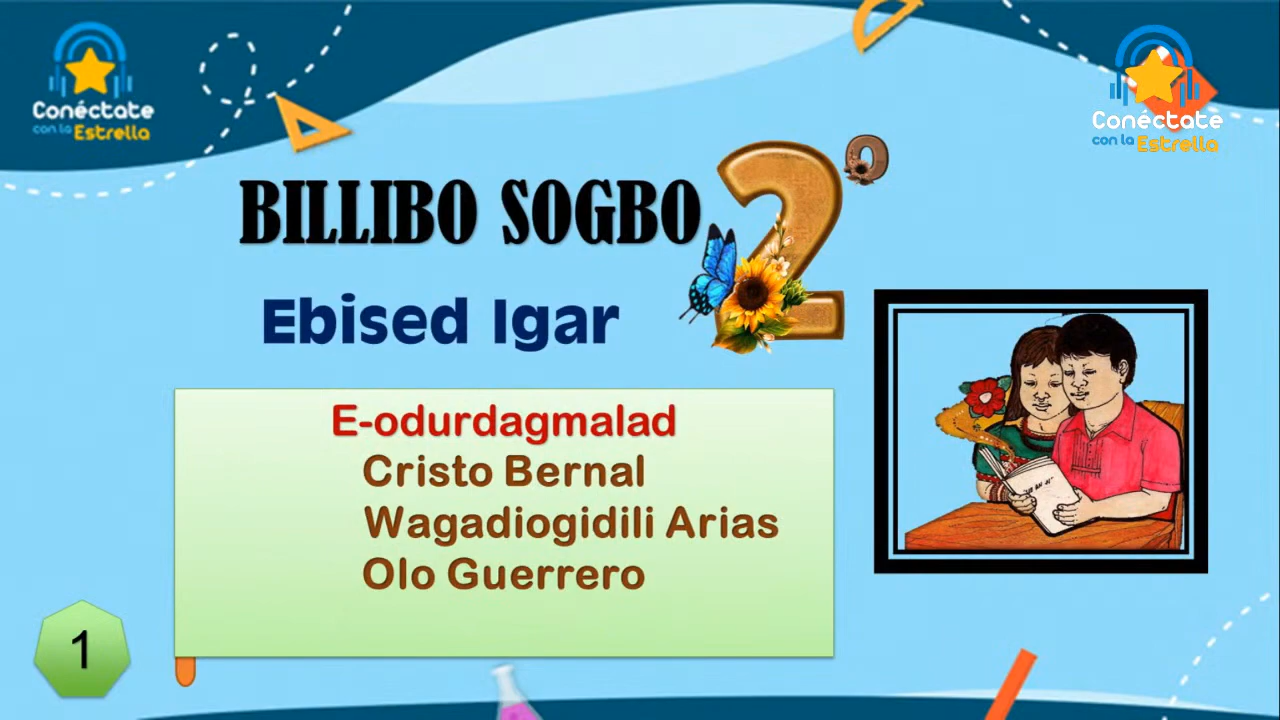 Conéctate
con la Estrella
Conéctate
con la Estrella
BILLIBO SOGBO 2º
Ebised Igar
E-odurdagmalad
Cristo Bernal
Wagadiogidili Arias
Olo Guerrero
1